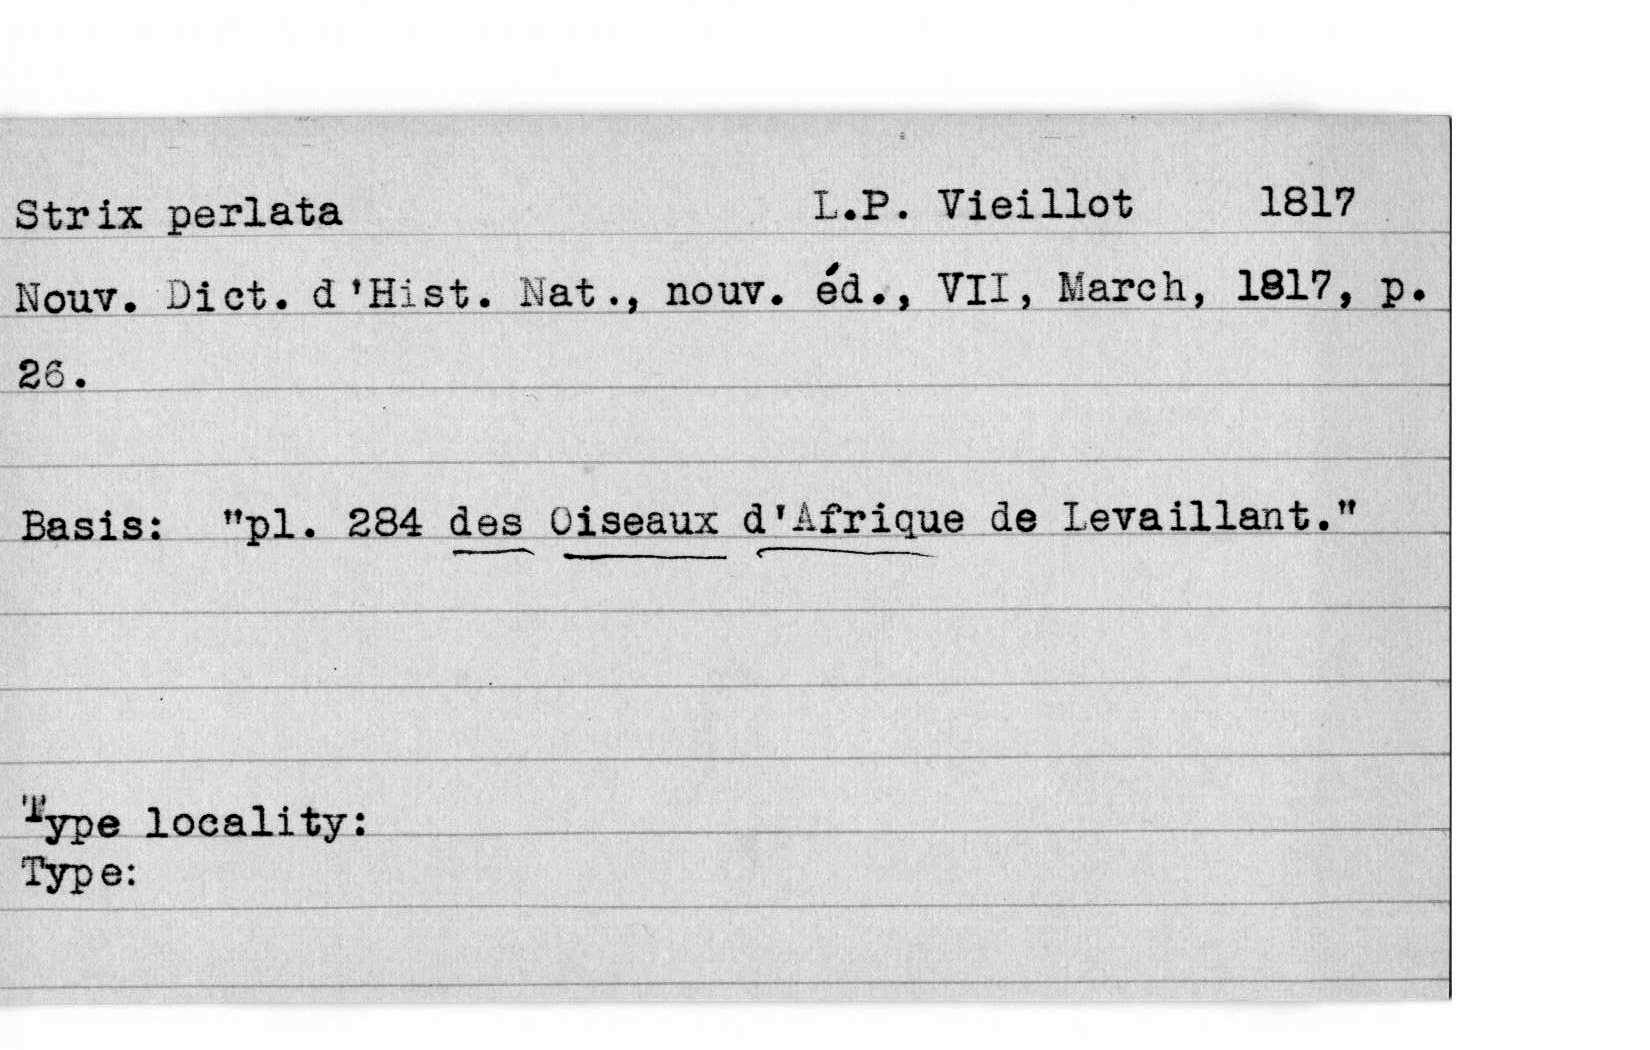 Strix perlata L.P. Vieillot 1817
Nouv. Dict. d'Hist. Nat., nouv. éd., VII, March, 1817, p.
26.
Basis: "pl. 284 des Oiseaux d'Afrique de Levaillant."
Type locality:
Type: